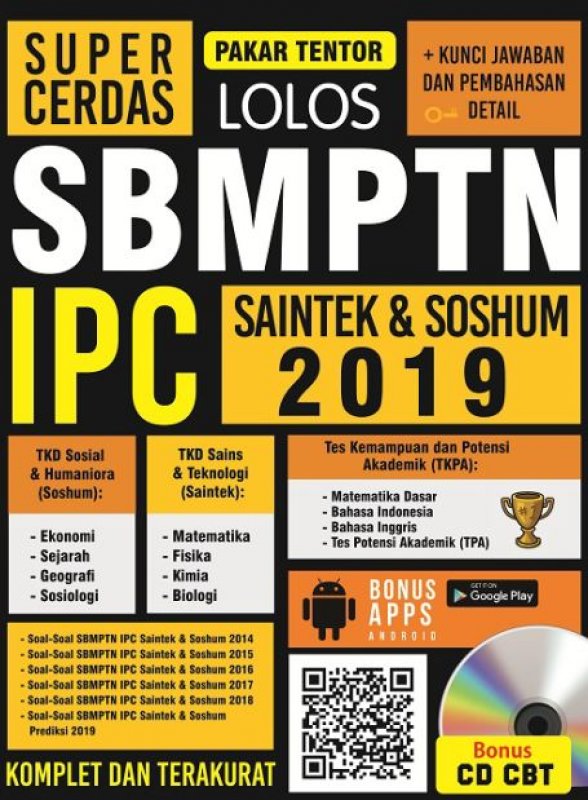 SUPER
CERDAS
PAKAR TENTOR
LOLOS
+ KUNCI JAWABAN
DAN PEMBAHASAN
DETAIL
SBMPTN
IPC
SAINTEK & SOSHUM
2019
TKD Sosial
& Humaniora
(Soshum):
- Ekonomi
- Sejarah
- Geografi
- Sosiologi
TKD Sains
& Teknologi
(Saintek):
- Matematika
- Fisika
- Kimia
- Biologi
Tes Kemampuan dan Potensi
Akademik (TKPA):
- Matematika Dasar
- Bahasa Indonesia
- Bahasa Inggris
- Tes Potensi Akademik (TPA)
#1
BONUS
APPS
ANDROID
GET IT ON
Google Play
- Soal-Soal SBMPTN IPC Saintek & Soshum 2014
- Soal-Soal SBMPTN IPC Saintek & Soshum 2015
- Soal-Soal SBMPTN IPC Saintek & Soshum 2016
- Soal-Soal SBMPTN IPC Saintek & Soshum 2017
- Soal-Soal SBMPTN IPC Saintek & Soshum 2018
- Soal-Soal SBMPTN IPC Saintek & Soshum
Prediksi 2019
KOMPLET DAN TERAKURAT
Bonus
CD CBT